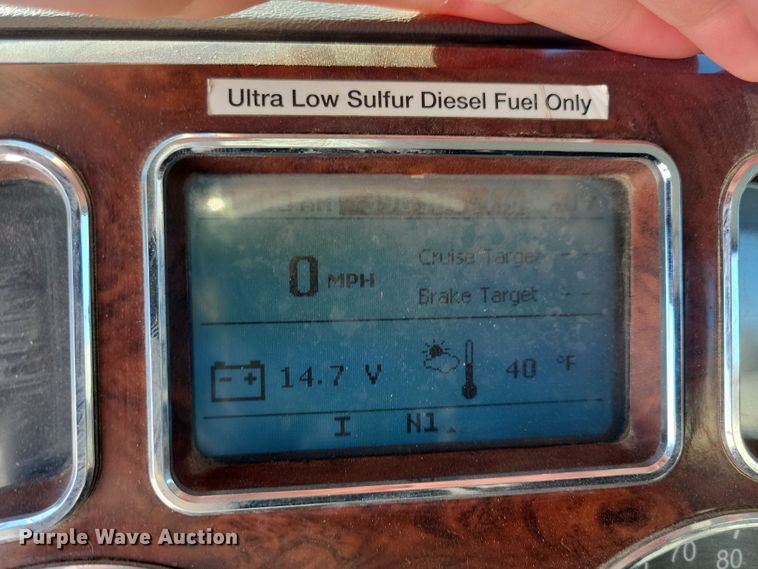 Ultra Low Sulfur Diesel Fuel Only
AM
0 MPH
Cruise Target - -
Brake Target - -
- +
14.7 V
40 °F
I N1
Purple Wave Auction
70
80